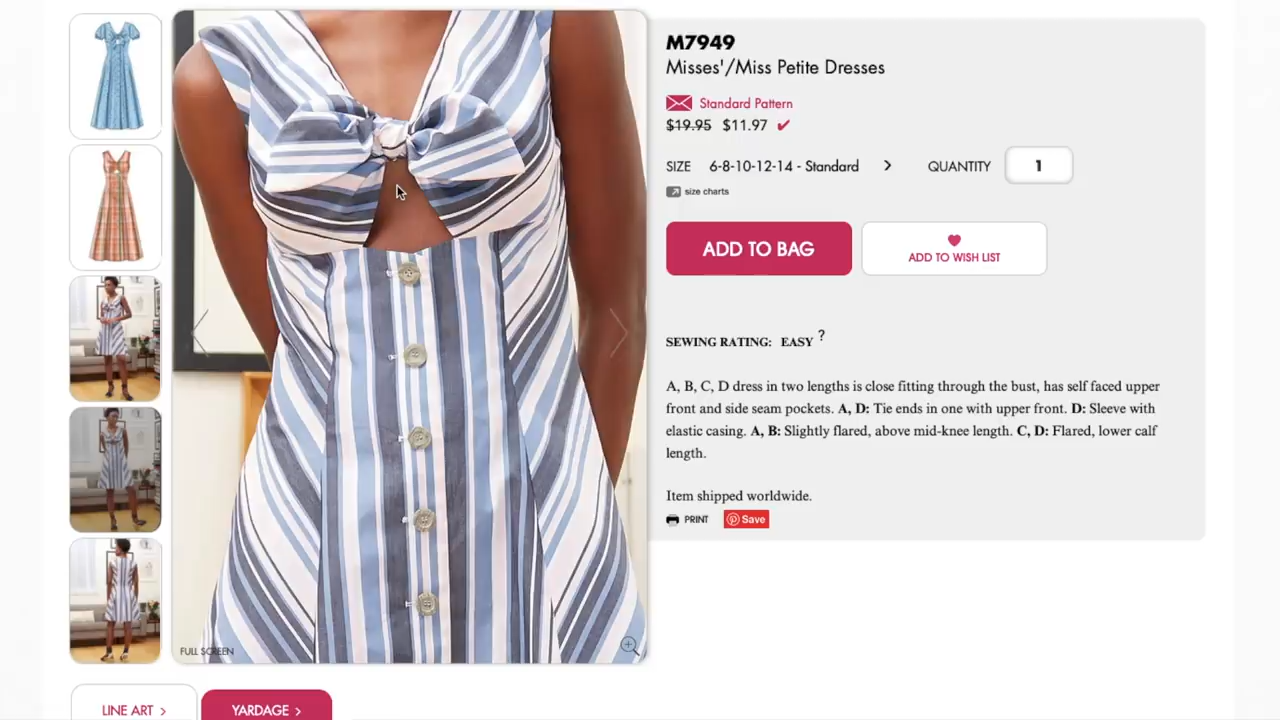 M7949
Misses'/Miss Petite Dresses
Standard Pattern
$19.95 $11.97
SIZE 6-8-10-12-14 - Standard > QUANTITY 1
size charts
ADD TO BAG
ADD TO WISH LIST
SEWING RATING: EASY ?
A, B, C, D dress in two lengths is close fitting through the bust, has self faced upper
front and side seam pockets. A, D: Tie ends in one with upper front. D: Sleeve with
elastic casing. A, B: Slightly flared, above mid-knee length. C, D: Flared, lower calf
length.
Item shipped worldwide.
PRINT Save
FULL SCREEN
LINE ART > YARDAGE >